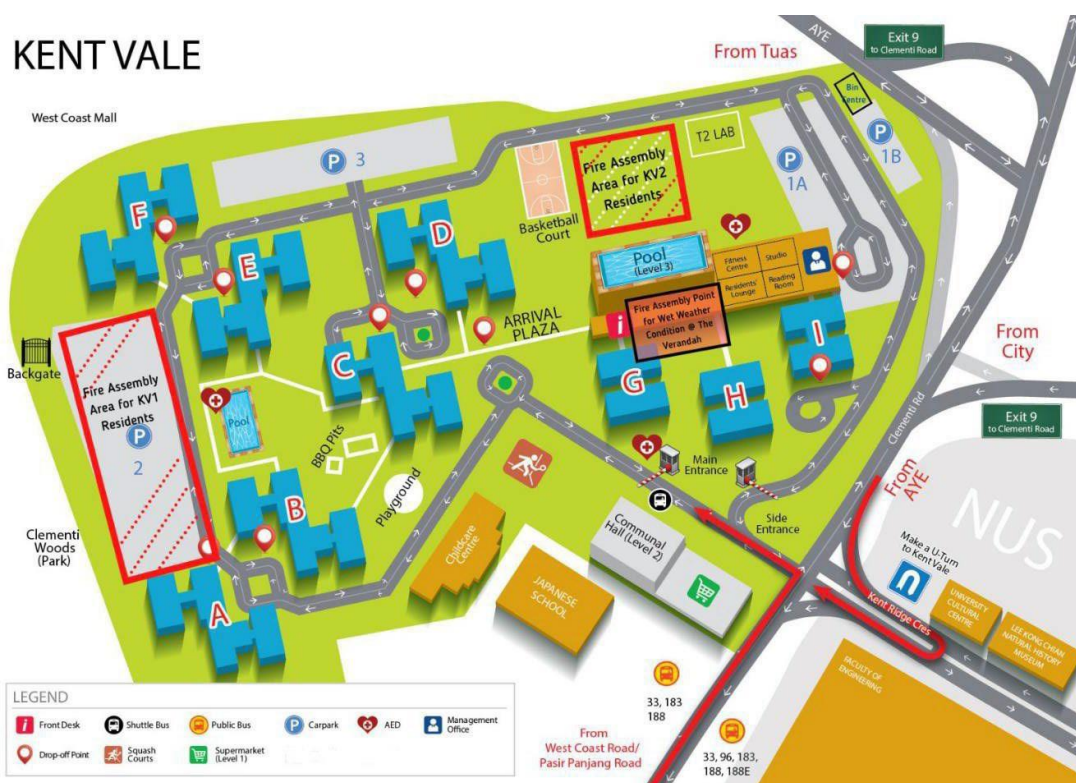 KENT VALE
West Coast Mall
From Tuas
AYE
Exit 9
to Clementi Road
Bin
Centre
P
1B
P
1A
T2 LAB
P 3
Fire Assembly
Area for KV2
Residents
Basketball
Court
F
E
D
Pool
(Level 3)
Fitness
Centre
Studio
Residents'
Lounge
Reading
Room
Fire Assembly Point
for Wet Weather
Condition @ The
Verandah
i
ARRIVAL
PLAZA
C
G
H
I
From
City
Backgate
Fire Assembly
Area for KV1
Residents
P
2
Pool
BBQ Pits
Playground
B
A
Clementi
Woods
(Park)
Clementi Rd
Exit 9
to Clementi Road
From
AYE
NUS
Main
Entrance
Side
Entrance
Make a U-Turn
to Kent Vale
Childcare
Centre
JAPANESE
SCHOOL
Communal
Hall (Level 2)
Kent Ridge Cres
UNIVERSITY
CULTURAL
CENTRE
LEE KONG CHIAN
NATURAL HISTORY
MUSEUM
FACULTY OF
ENGINEERING
33, 183
188
From
West Coast Road/
Pasir Panjang Road
33, 96, 183,
188, 188E
LEGEND
i Front Desk
Shuttle Bus
Public Bus
P Carpark
AED
Management
Office
Drop-off Point
Squash
Courts
Supermarket
(Level 1)